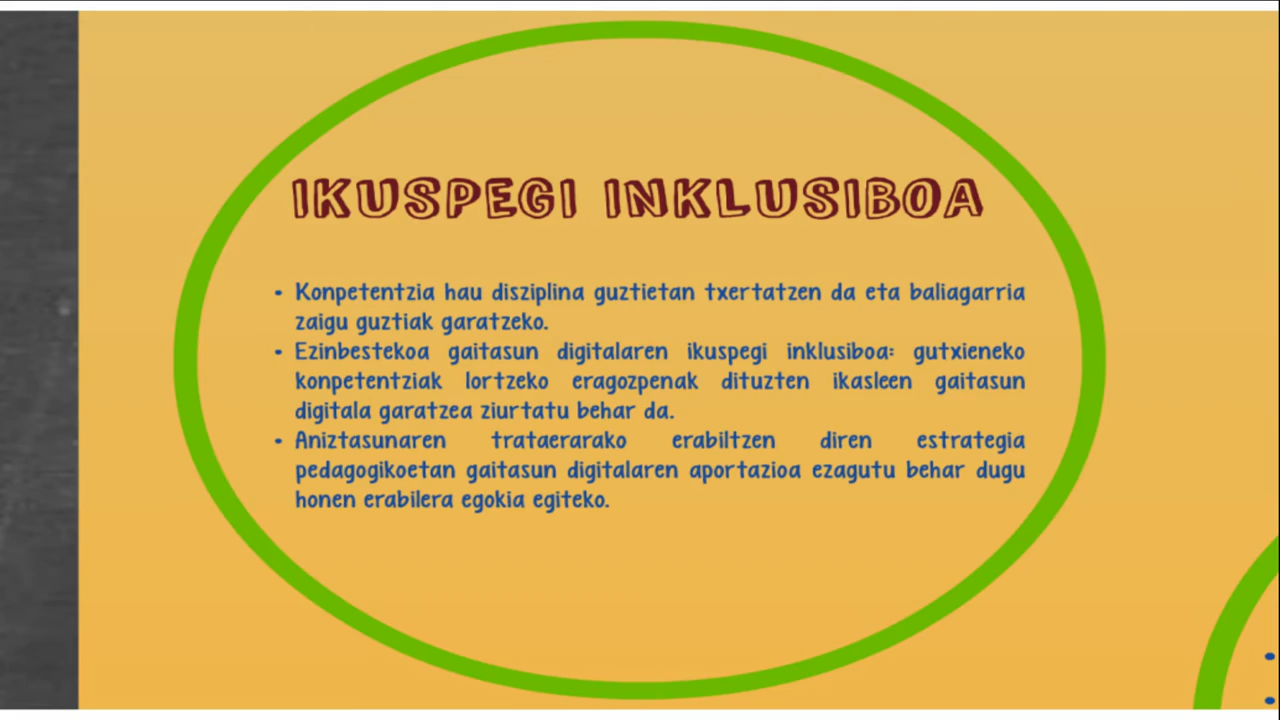 IKUSPEGI INKLUSIBOA
• Konpetentzia hau disziplina guztietan txertatzen da eta baliagarria
zaigu guztiak garatzeko.
• Ezinbestekoa gaitasun digitalaren ikuspegi inklusiboa: gutxieneko
konpetentziak lortzeko eragozpenak dituzten ikasleen gaitasun
digitala garatzea ziurtatu behar da.
• Aniztasunaren trataerarako erabiltzen diren estrategia
pedagogikoetan gaitasun digitalaren aportazioa ezagutu behar dugu
honen erabilera egokia egiteko.